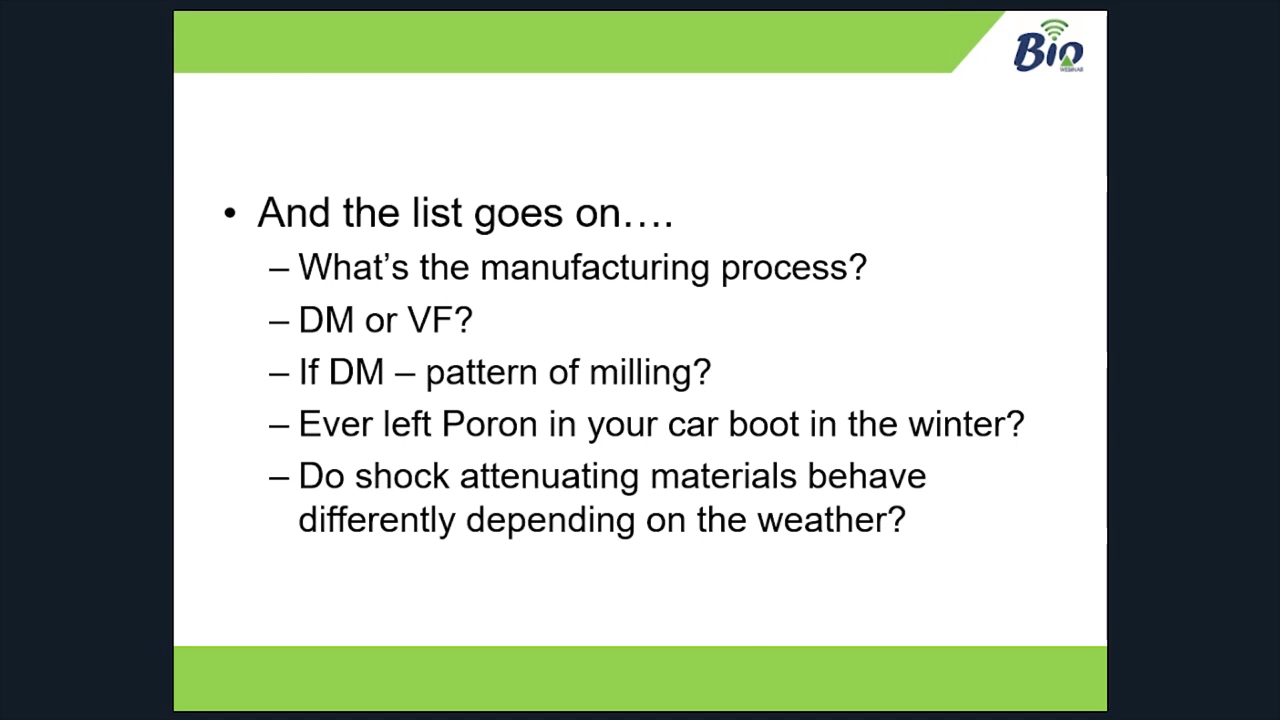 Bio
WEBINAR
• And the list goes on….
– What’s the manufacturing process?
– DM or VF?
– If DM – pattern of milling?
– Ever left Poron in your car boot in the winter?
– Do shock attenuating materials behave
differently depending on the weather?